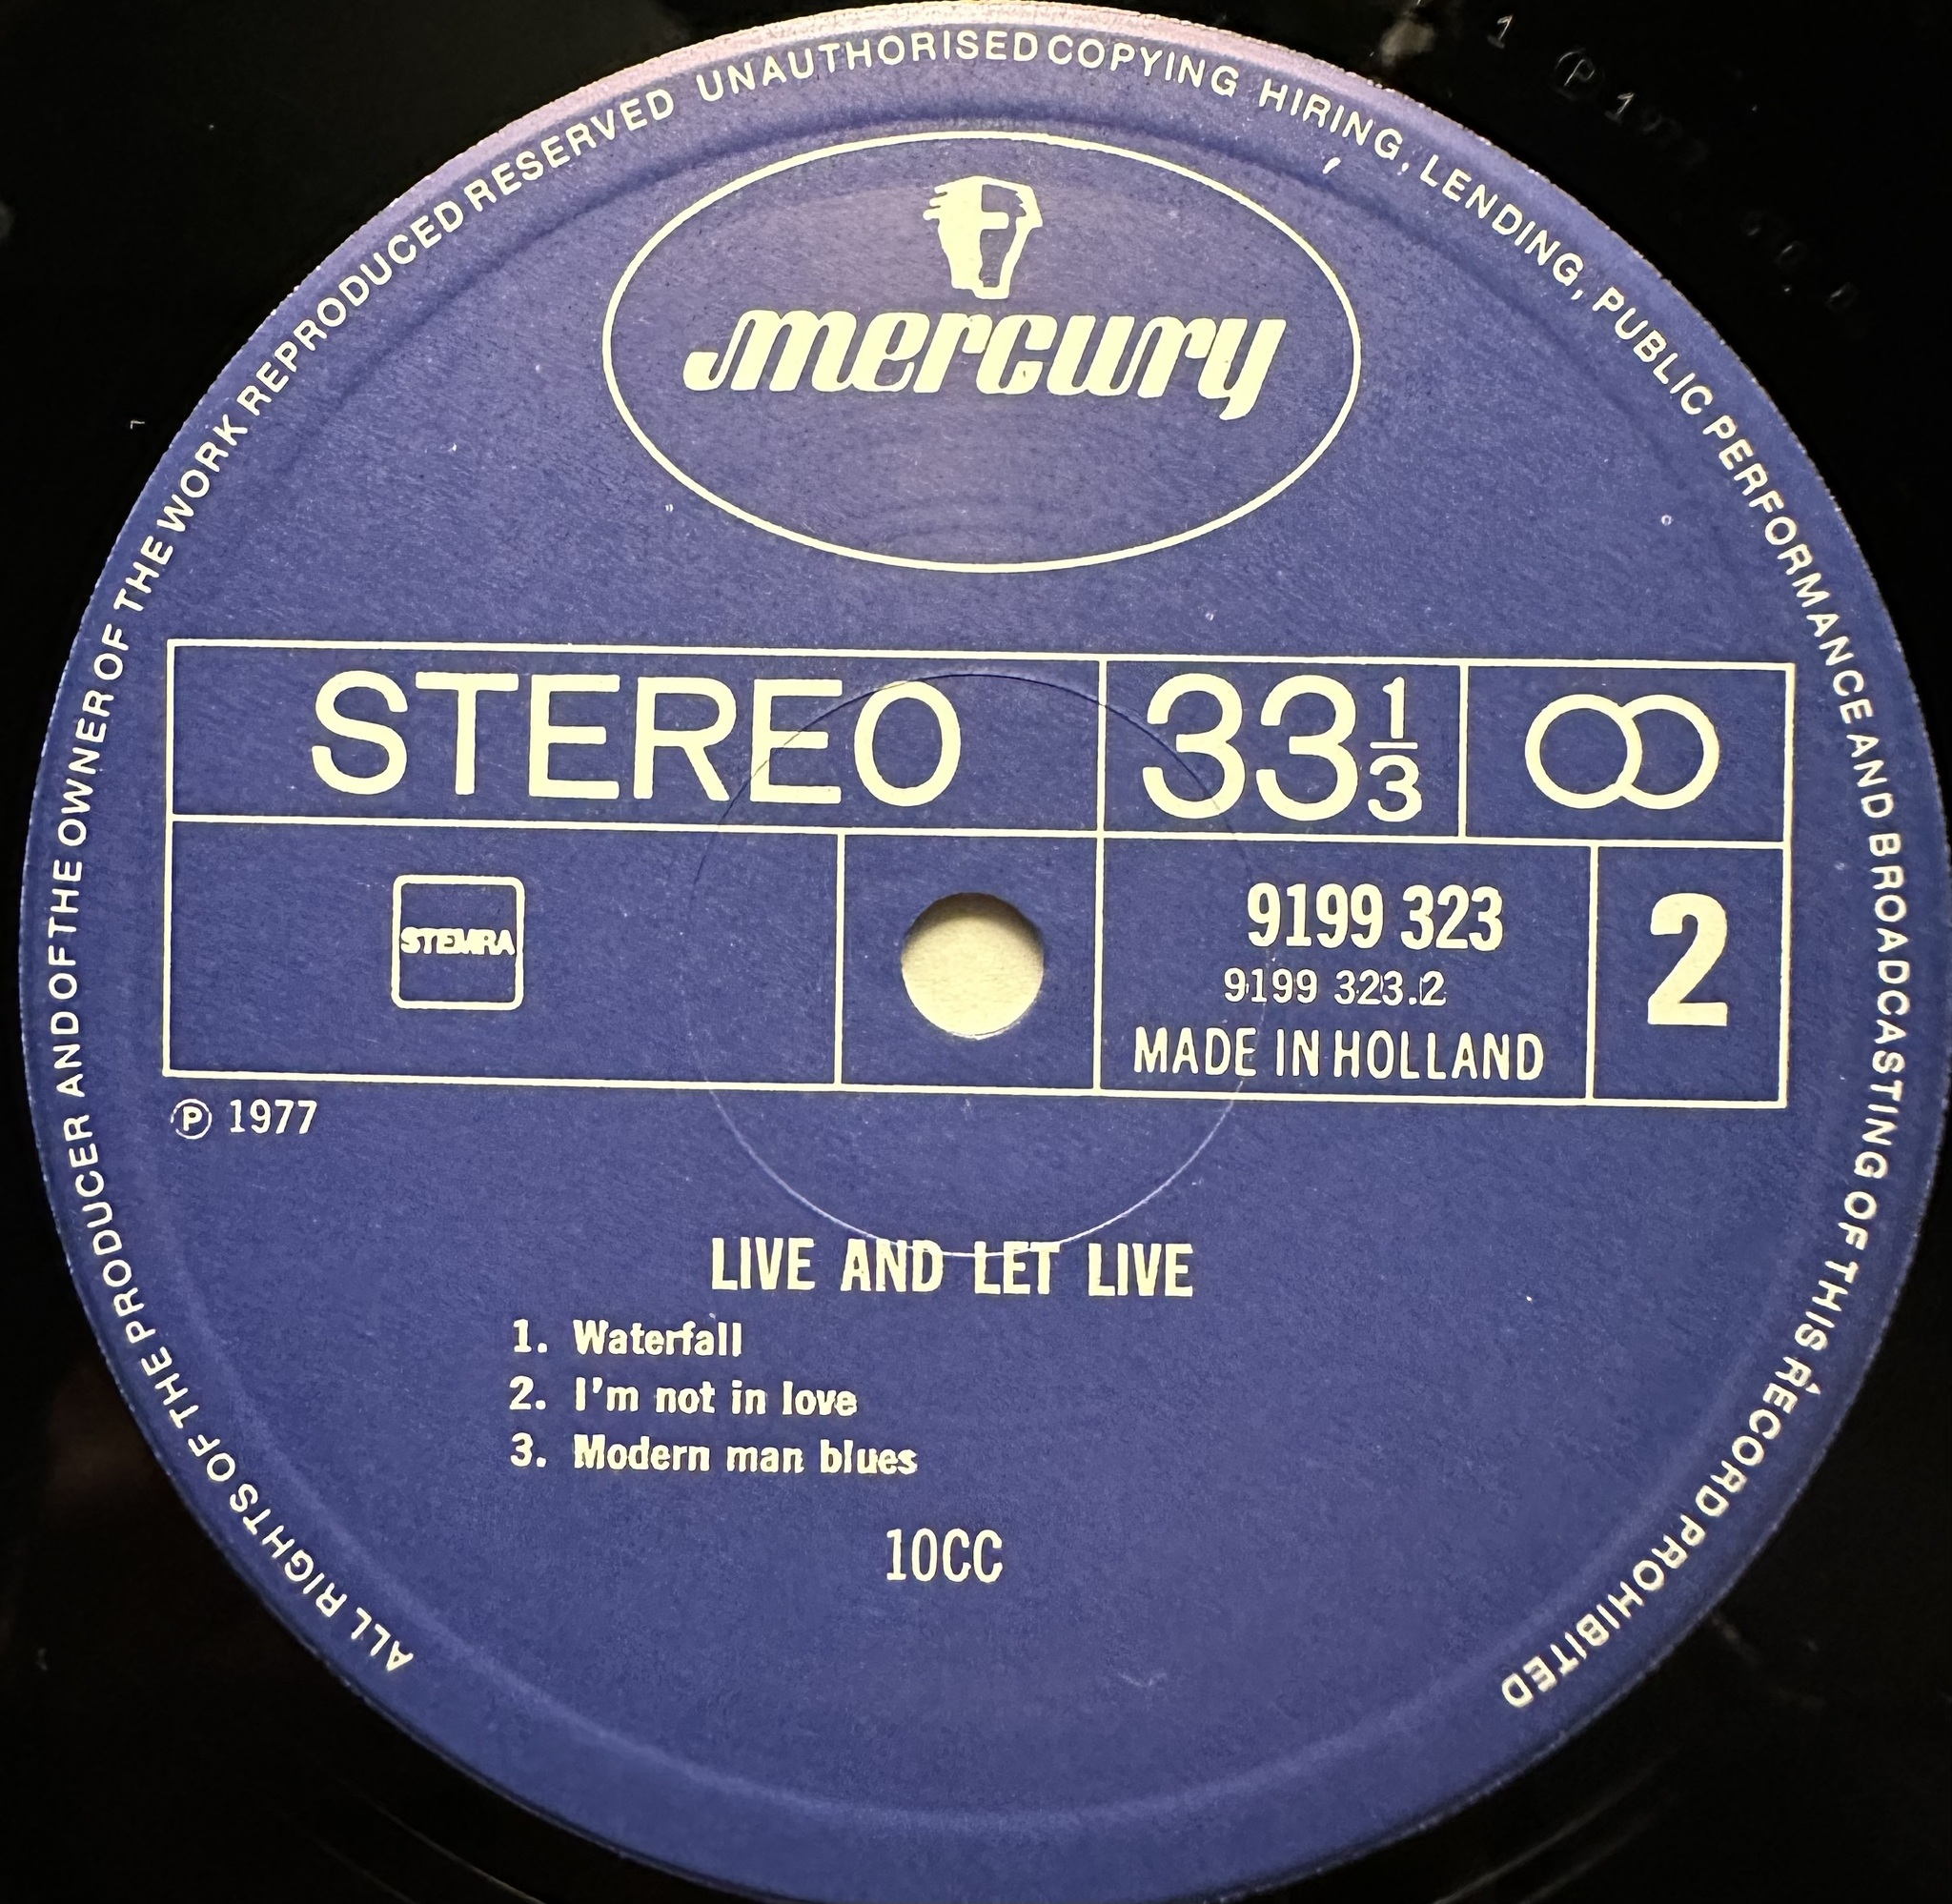 ALL RIGHTS OF THE PRODUCER AND OF THE OWNER OF THE WORK REPRODUCED RESERVED UNAUTHORISED COPYING HIRING, LENDING, PUBLIC PERFORMANCE AND BROADCASTING OF THIS RECORD PROHIBITED
mercury
STEREO 33 1/3
STEMRA
9199 323
9199 323.2
MADE IN HOLLAND
2
℗ 1977
LIVE AND LET LIVE
1. Waterfall
2. I'm not in love
3. Modern man blues
10CC